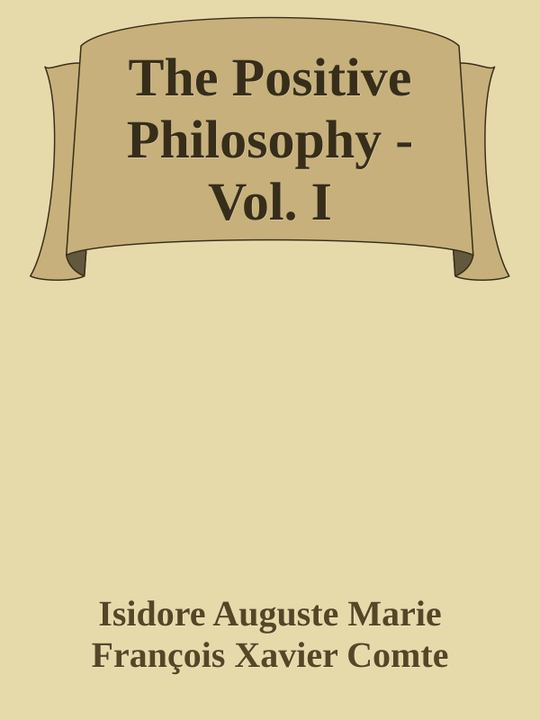 The Positive
Philosophy -
Vol. I
Isidore Auguste Marie
François Xavier Comte